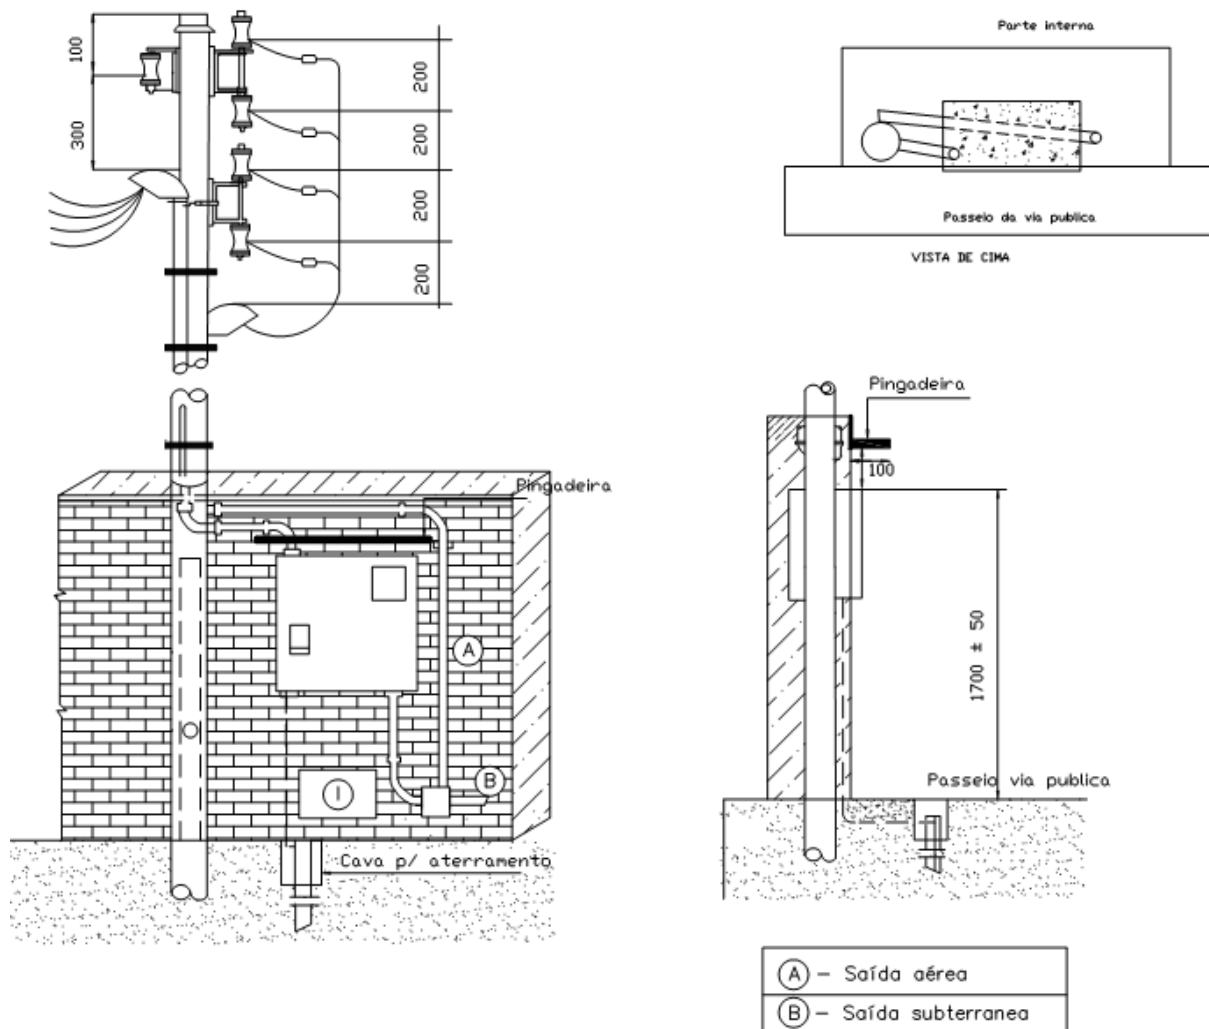 100
300
200
200
200
200
Pingadeira
A
B
I
Cava p/ aterramento
Parte interna
Passeio da via publica
VISTA DE CIMA
Pingadeira
100
1700 ± 50
Passeio via publica
A – Saída aérea
B – Saída subterranea